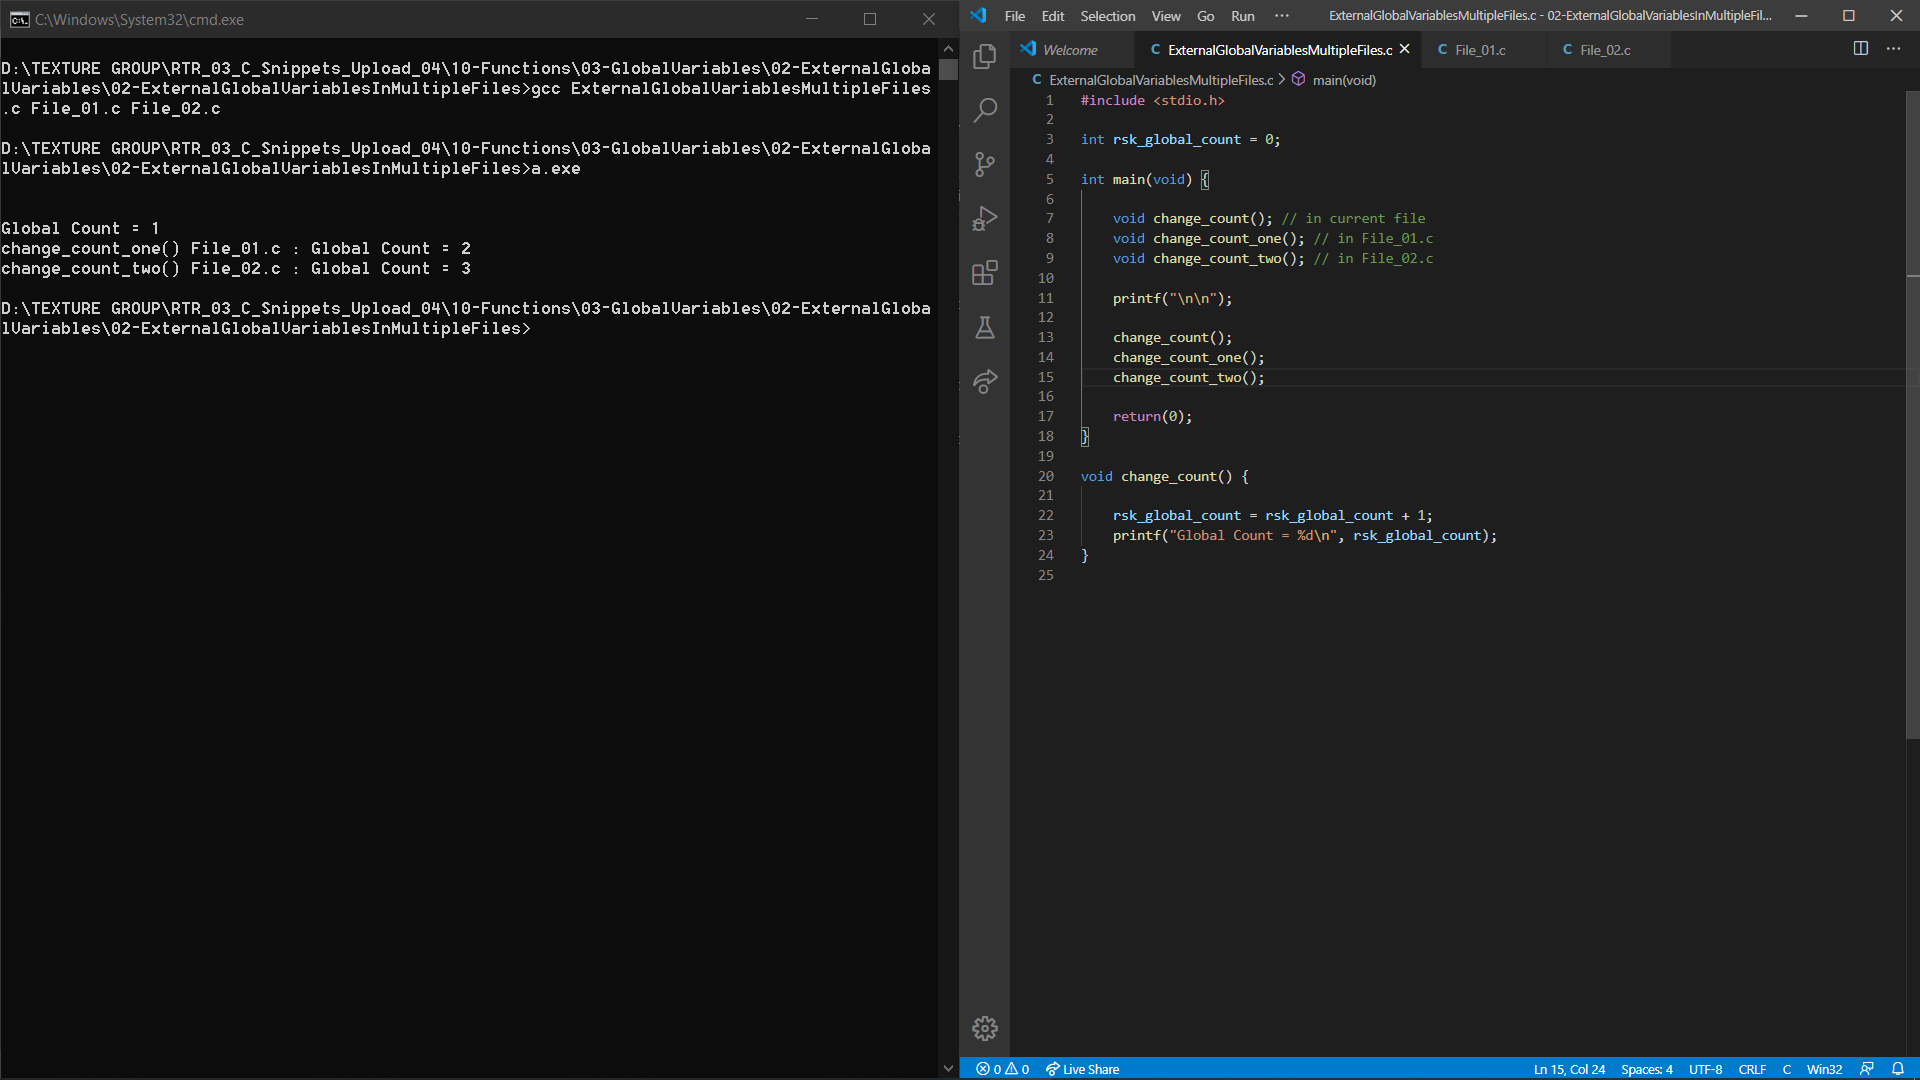 C:\Windows\System32\cmd.exe
D:\TEXTURE GROUP\RTR_03_C_Snippets_Upload_04\10-Functions\03-GlobalVariables\02-ExternalGloba
lVariables\02-ExternalGlobalVariablesInMultipleFiles>gcc ExternalGlobalVariablesMultipleFiles
.c File_01.c File_02.c
D:\TEXTURE GROUP\RTR_03_C_Snippets_Upload_04\10-Functions\03-GlobalVariables\02-ExternalGloba
lVariables\02-ExternalGlobalVariablesInMultipleFiles>a.exe
Global Count = 1
change_count_one() File_01.c : Global Count = 2
change_count_two() File_02.c : Global Count = 3
D:\TEXTURE GROUP\RTR_03_C_Snippets_Upload_04\10-Functions\03-GlobalVariables\02-ExternalGloba
lVariables\02-ExternalGlobalVariablesInMultipleFiles>
File Edit Selection View Go Run ··· ExternalGlobalVariablesMultipleFiles.c - 02-ExternalGlobalVariablesInMultipleFil...
Welcome C ExternalGlobalVariablesMultipleFiles.c C File_01.c C File_02.c
C ExternalGlobalVariablesMultipleFiles.c > main(void)
1 #include <stdio.h>
2
3 int rsk_global_count = 0;
4
5 int main(void) {
6
7 void change_count(); // in current file
8 void change_count_one(); // in File_01.c
9 void change_count_two(); // in File_02.c
10
11 printf("\n\n");
12
13 change_count();
14 change_count_one();
15 change_count_two();
16
17 return(0);
18 }
19
20 void change_count() {
21
22 rsk_global_count = rsk_global_count + 1;
23 printf("Global Count = %d\n", rsk_global_count);
24 }
25
0 0 Live Share Ln 15, Col 24 Spaces: 4 UTF-8 CRLF C Win32